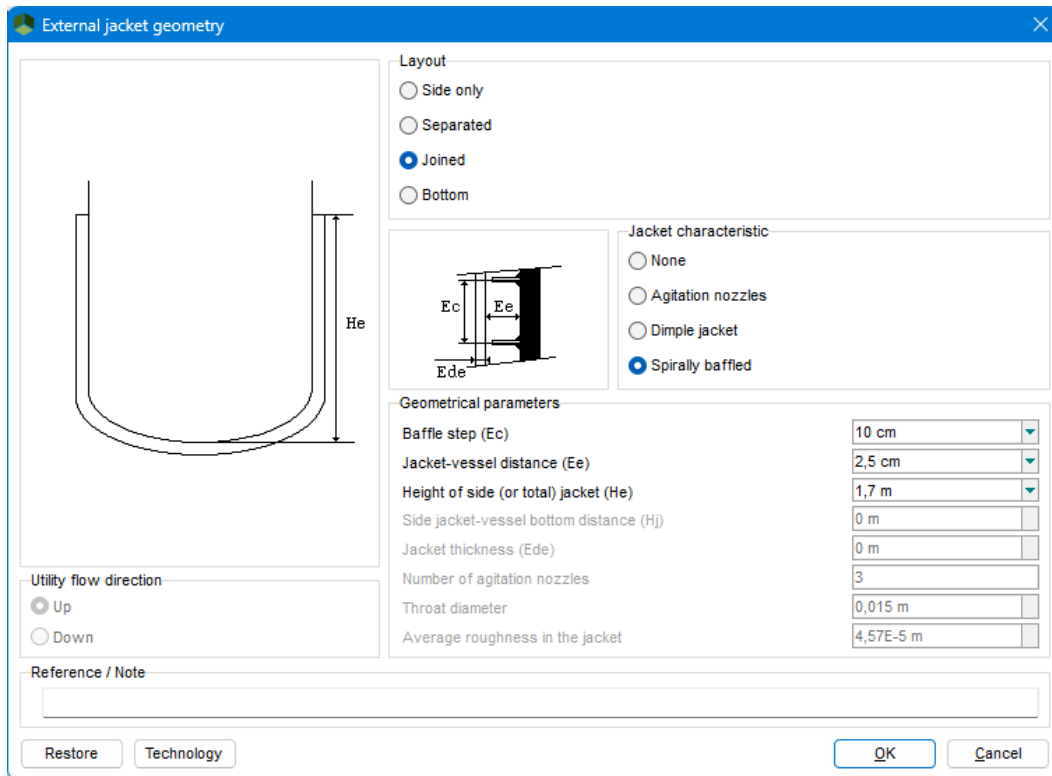 External jacket geometry
Layout
Side only
Separated
Joined
Bottom
He
Jacket characteristic
None
Agitation nozzles
Dimple jacket
Spirally baffled
Ec
Ee
Ede
Geometrical parameters
Baffle step (Ec) 10 cm
Jacket-vessel distance (Ee) 2,5 cm
Height of side (or total) jacket (He) 1,7 m
Side jacket-vessel bottom distance (Hj) 0 m
Jacket thickness (Ede) 0 m
Number of agitation nozzles 3
Throat diameter 0,015 m
Average roughness in the jacket 4,57E-5 m
Utility flow direction
Up
Down
Reference / Note
Restore Technology OK Cancel